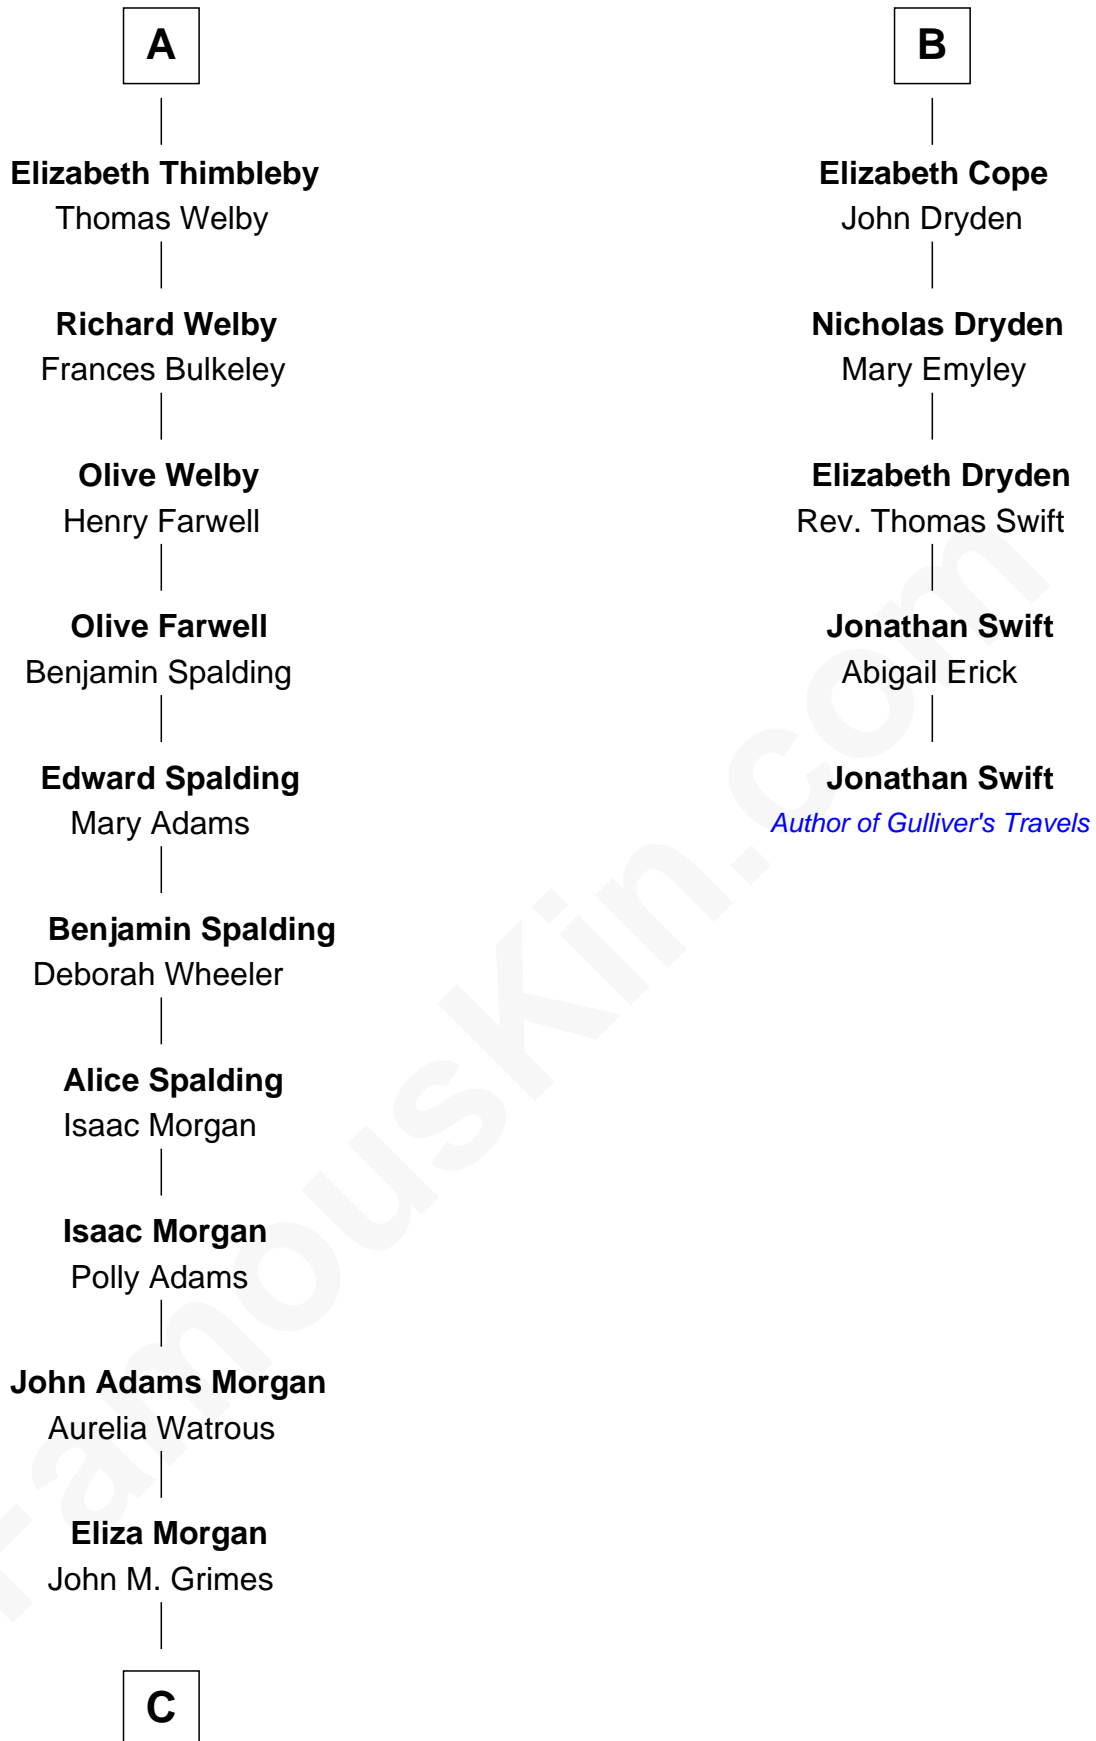 A
Elizabeth Thimbleby
Thomas Welby
Richard Welby
Frances Bulkeley
Olive Welby
Henry Farwell
Olive Farwell
Benjamin Spalding
Edward Spalding
Mary Adams
Benjamin Spalding
Deborah Wheeler
Alice Spalding
Isaac Morgan
Isaac Morgan
Polly Adams
John Adams Morgan
Aurelia Watrous
Eliza Morgan
John M. Grimes
C
B
Elizabeth Cope
John Dryden
Nicholas Dryden
Mary Emyley
Elizabeth Dryden
Rev. Thomas Swift
Jonathan Swift
Abigail Erick
Jonathan Swift
Author of Gulliver's Travels
FamousKin.com